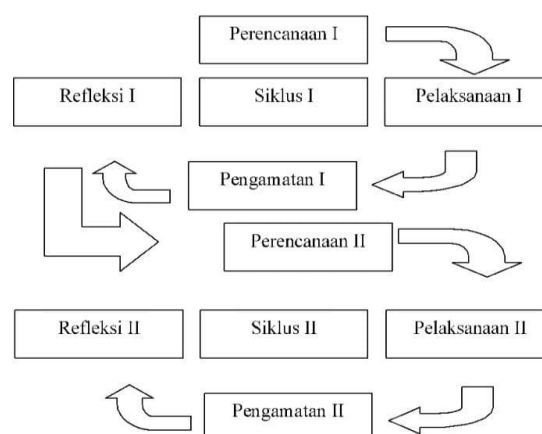 Perencanaan I
Refleksi I
Siklus I
Pelaksanaan I
Pengamatan I
Perencanaan II
Refleksi II
Siklus II
Pelaksanaan II
Pengamatan II